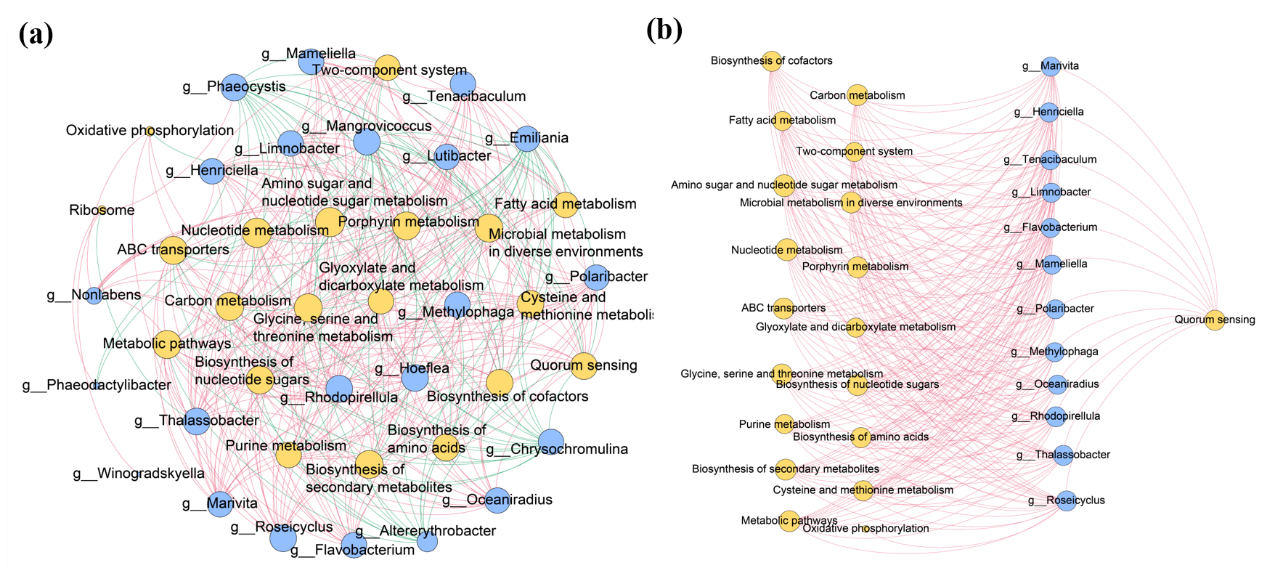 (a)
g__Mameliella
Two-component system
g__Phaeocystis
g__Tenacibaculum
Oxidative phosphorylation
g__Mangrovicoccus
g__Emiliania
g__Limnobacter
g__Lutibacter
g__Henriciella
Amino sugar and
nucleotide sugar metabolism
Fatty acid metabolism
Ribosome
Porphyrin metabolism
Nucleotide metabolism
Microbial metabolism
in diverse environments
ABC transporters
Glyoxylate and
dicarboxylate metabolism
g__Polaribacter
g__Nonlabens
Carbon metabolism
g__Methylophaga
Cysteine and
methionine metaboli
Glycine, serine and
threonine metabolism
Metabolic pathways
Biosynthesis of
nucleotide sugars
g__Hoeflea
Quorum sensing
g__Phaeodactylibacter
g__Rhodopirellula
Biosynthesis of cofactors
g__Thalassobacter
Biosynthesis of
amino acids
Purine metabolism
g__Chrysochromulina
g__Winogradskyella
Biosynthesis of
secondary metabolites
g__Marivita
g__Oceaniradius
g__Roseicyclus
g__Altererythrobacter
g__Flavobacterium
(b)
Biosynthesis of cofactors
g__Marivita
Carbon metabolism
g__Henriciella
Fatty acid metabolism
Two-component system
g__Tenacibaculum
Amino sugar and nucleotide sugar metabolism
g__Limnobacter
Microbial metabolism in diverse environments
g__Flavobacterium
Nucleotide metabolism
Porphyrin metabolism
g__Mameliella
ABC transporters
g__Polaribacter
Quorum sensing
Glyoxylate and dicarboxylate metabolism
g__Methylophaga
Glycine, serine and threonine metabolism
Biosynthesis of nucleotide sugars
g__Oceaniradius
g__Rhodopirellula
Purine metabolism
Biosynthesis of amino acids
g__Thalassobacter
Biosynthesis of secondary metabolites
Cysteine and methionine metabolism
g__Roseicyclus
Metabolic pathways
Oxidative phosphorylation